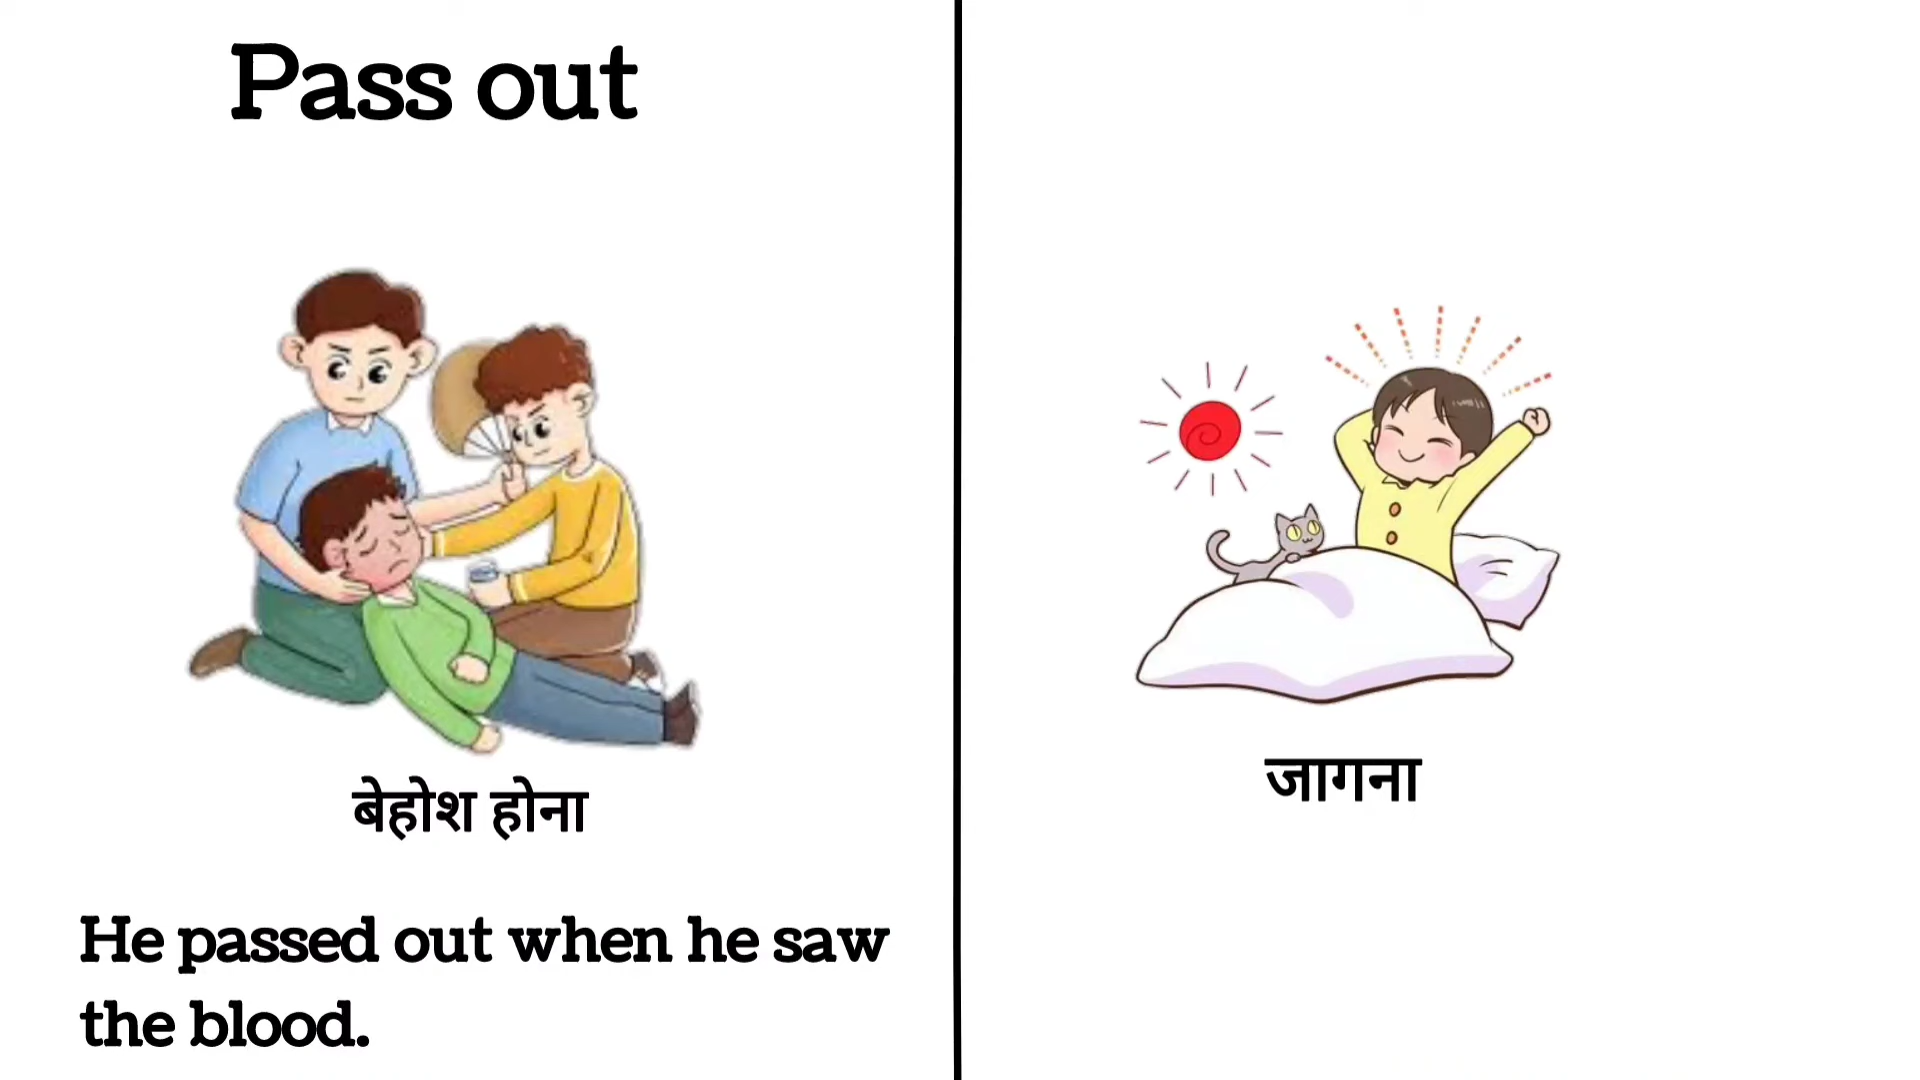 Pass out
बेहोश होना
He passed out when he saw
the blood.
जागना